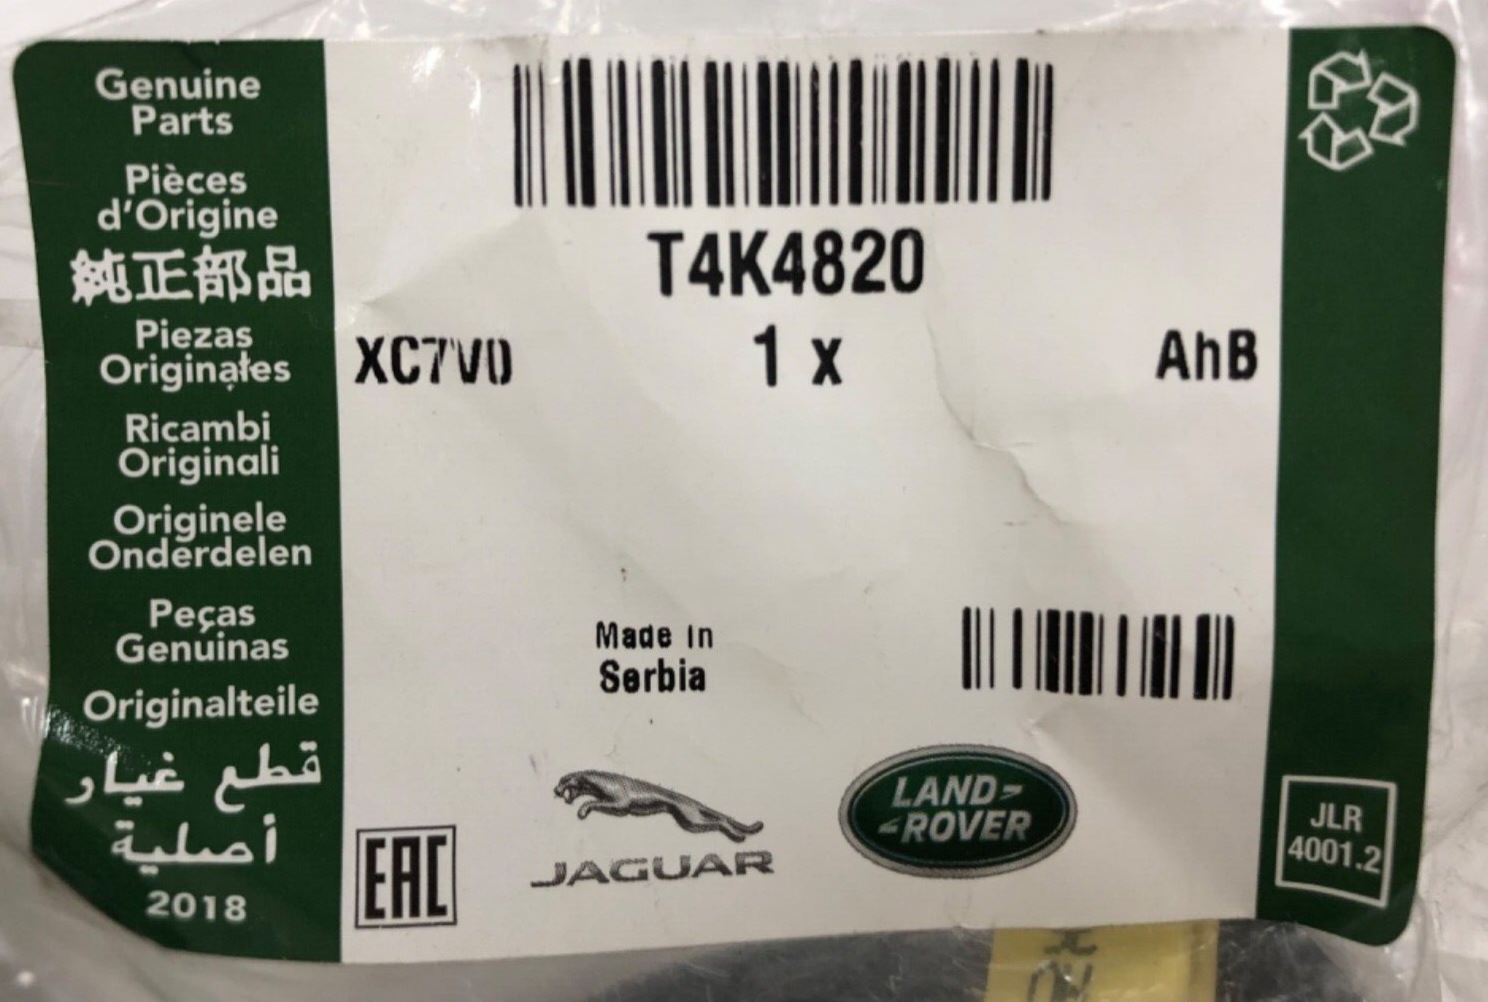 Genuine
Parts
Pièces
d'Origine
純正部品
Piezas
Originales
Ricambi
Originali
Originele
Onderdelen
Peças
Genuinas
Originalteile
قطع غيار
أصلية
2018
T4K4820
XC7V0 1 x AhB
Made in
Serbia
EAC
JAGUAR
LAND-
-ROVER
JLR
4001.2